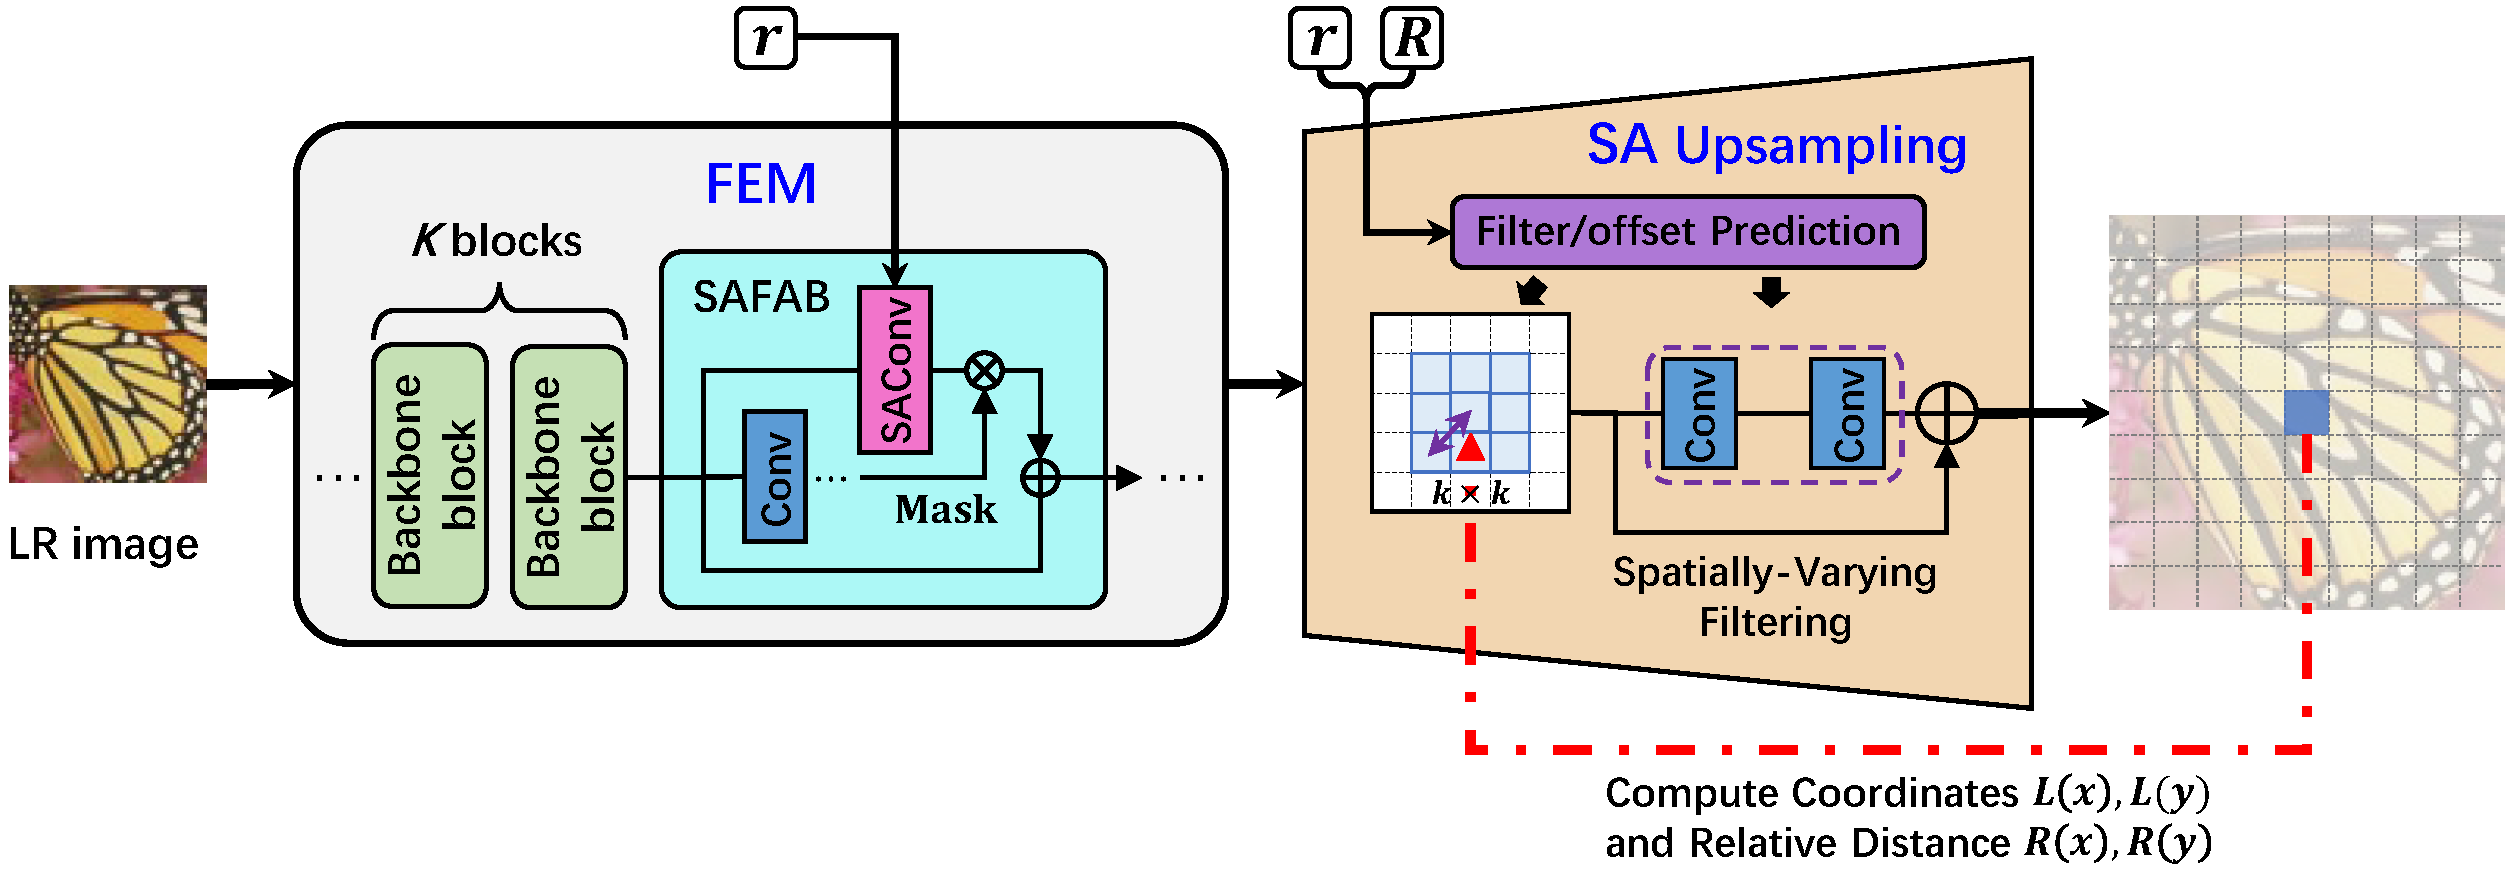 r
r R
FEM
SA Upsampling
K blocks
Filter/offset Prediction
SAFAB
SAConv
Backbone
block
Backbone
block
Conv
...
Mask
...
...
LR image
k × k
Conv
Conv
Spatially-Varying
Filtering
Compute Coordinates L(x), L(y)
and Relative Distance R(x), R(y)